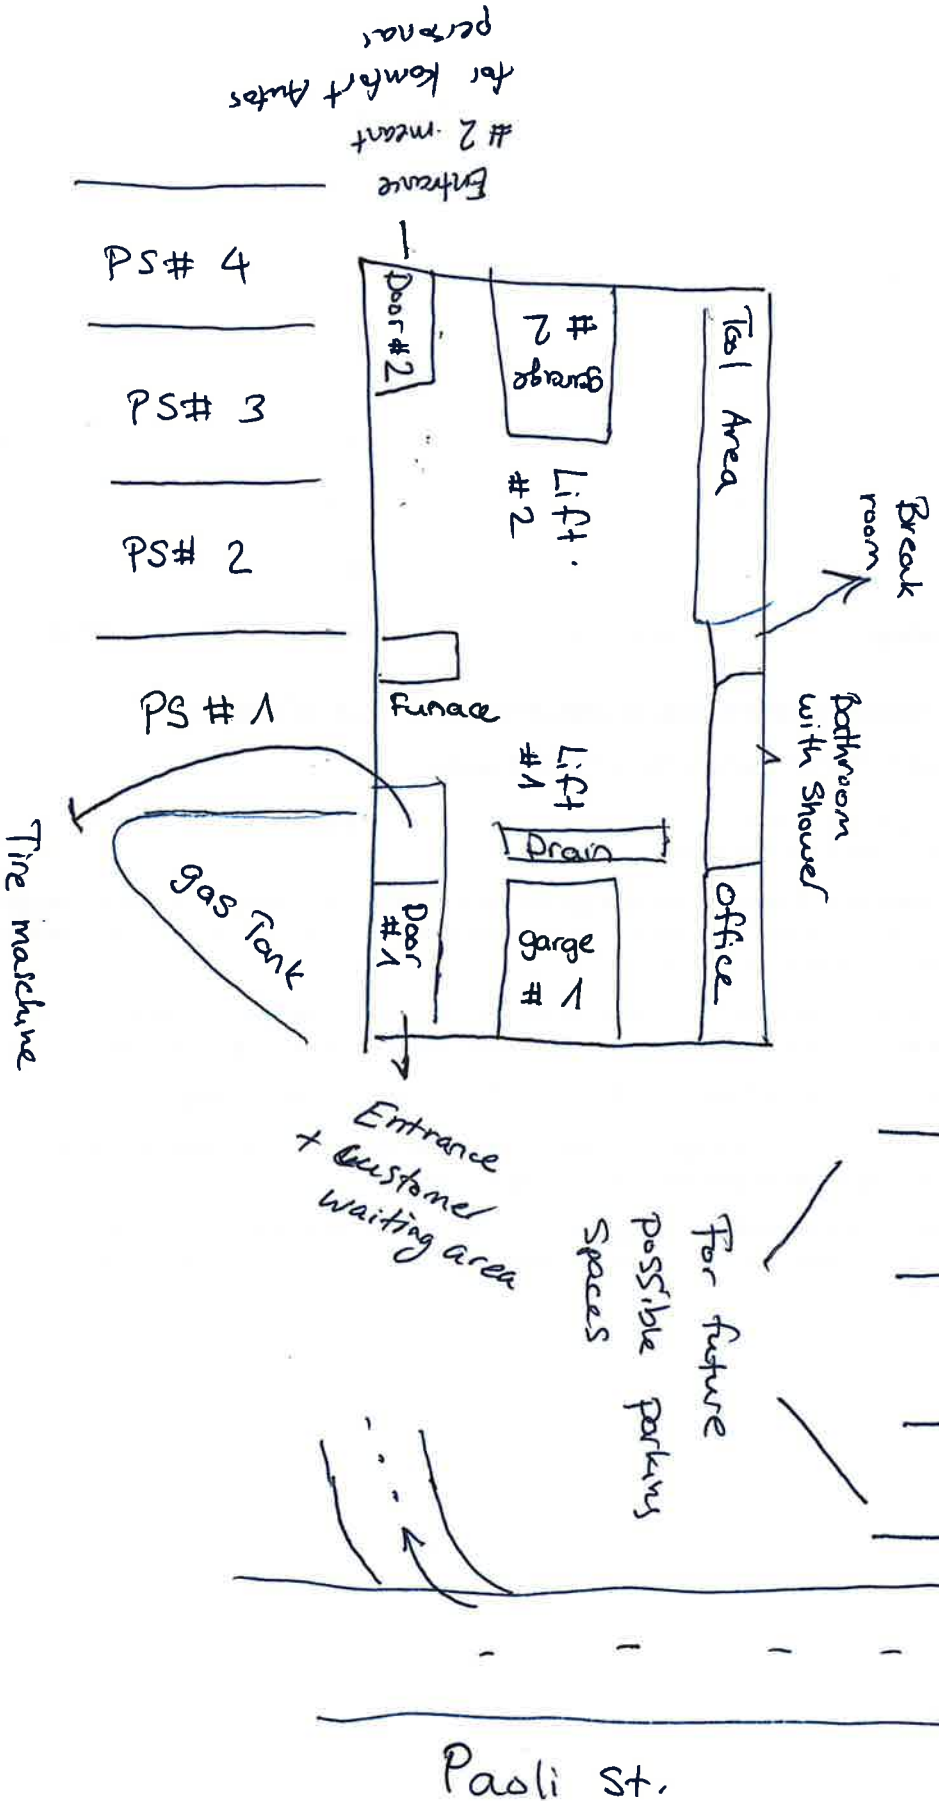 Entrance
# 2 meant
for Komfort Autos
personal
PS# 4
PS# 3
PS# 2
PS # 1
Door #2
# 2
garage
Tool Area
Lift.
#2
Break
room
Funace
Lift
#1
Bathroom
with Shower
Drain
gas Tank
Tire maschine
Door
# 1
garge
# 1
Office
Entrance
+ Customer
waiting area
For future
possible parking
Spaces
Paoli St.